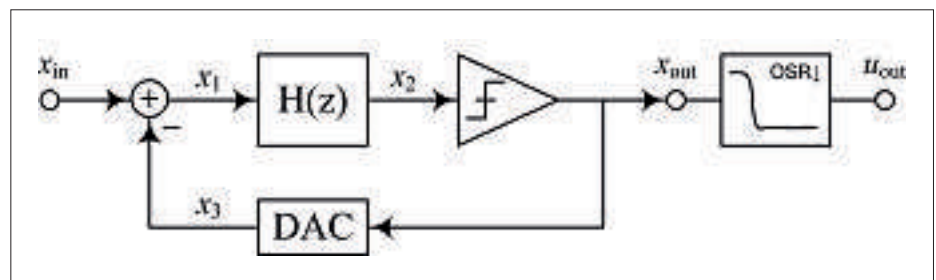 x_in
x_1
H(z)
x_2
x_out
OSR↓
u_out
x_3
DAC
+
−